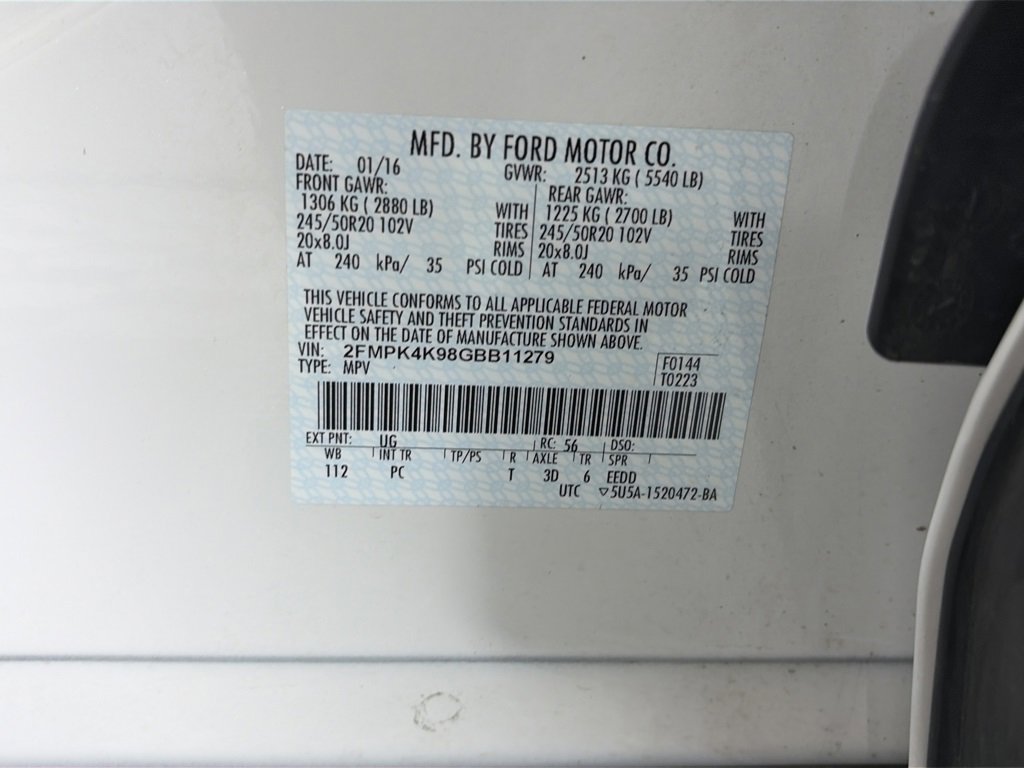 MFD. BY FORD MOTOR CO.
DATE: 01/16 GVWR: 2513 KG ( 5540 LB)
FRONT GAWR: REAR GAWR:
1306 KG ( 2880 LB) WITH 1225 KG ( 2700 LB) WITH
245/50R20 102V TIRES 245/50R20 102V TIRES
20x8.0J RIMS 20x8.0J RIMS
AT 240 kPa/ 35 PSI COLD AT 240 kPa/ 35 PSI COLD
THIS VEHICLE CONFORMS TO ALL APPLICABLE FEDERAL MOTOR
VEHICLE SAFETY AND THEFT PREVENTION STANDARDS IN
EFFECT ON THE DATE OF MANUFACTURE SHOWN ABOVE.
VIN: 2FMPK4K98GBB11279 F0144
TYPE: MPV T0223
EXT PNT: UG RC: 56 DSO:
WB INT TR TP/PS R AXLE TR SPR
112 PC T 3D 6 EEDD
UTC ▽5U5A-1520472-BA